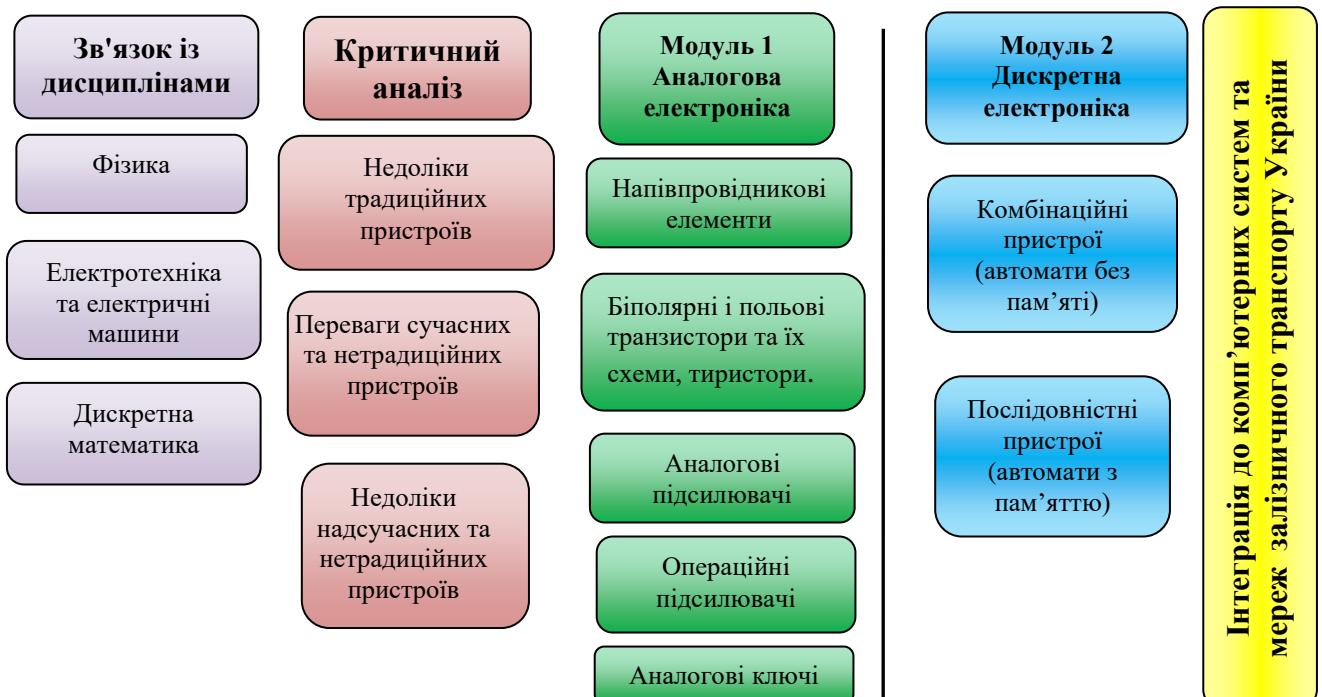 Зв'язок із
дисциплінами
Фізика
Електротехніка
та електричні
машини
Дискретна
математика
Критичний
аналіз
Недоліки
традиційних
пристроїв
Переваги сучасних
та нетрадиційних
пристроїв
Недоліки
надсучасних та
нетрадиційних
пристроїв
Модуль 1
Аналогова
електроніка
Напівпровідникові
елементи
Біполярні і польові
транзистори та їх
схеми, тиристори.
Аналогові
підсилювачі
Операційні
підсилювачі
Аналогові ключі
Модуль 2
Дискретна
електроніка
Комбінаційні
пристрої
(автомати без
пам’яті)
Послідовністні
пристрої
(автомати з
пам’яттю)
Інтеграція до комп’ютерних систем та
мереж залізничного транспорту України